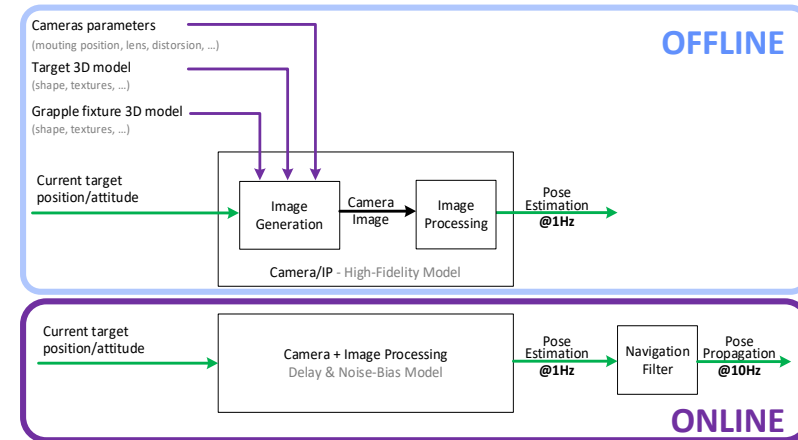 Cameras parameters
(mouting position, lens, distorsion, ...)
OFFLINE
Target 3D model
(shape, textures, ...)
Grapple fixture 3D model
(shape, textures, ...)
Current target
position/attitude
Image
Generation
Camera
Image
Image
Processing
Pose
Estimation
@1Hz
Camera/IP - High-Fidelity Model
Current target
position/attitude
Camera + Image Processing
Delay & Noise-Bias Model
Pose
Estimation
@1Hz
Navigation
Filter
Pose
Propagation
@10Hz
ONLINE